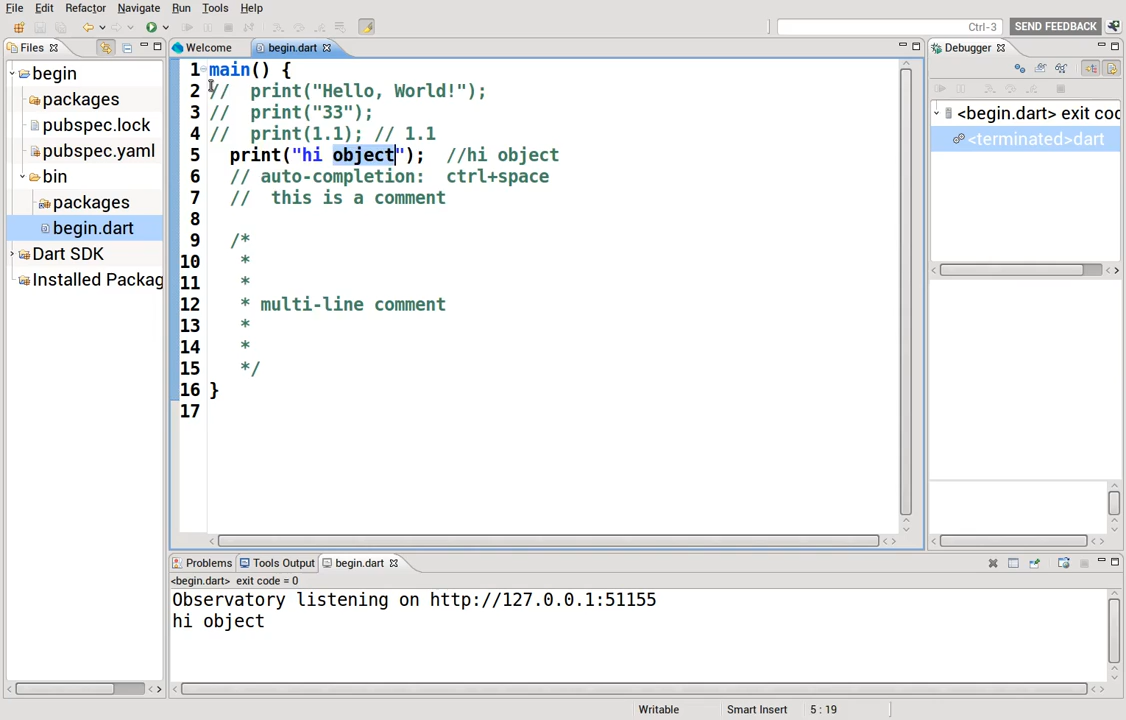 File Edit Refactor Navigate Run Tools Help
Ctrl-3 SEND FEEDBACK
Files
begin
packages
pubspec.lock
pubspec.yaml
bin
packages
begin.dart
Dart SDK
Installed Packag
Welcome begin.dart
1 main() {
2 //  print("Hello, World!");
3 //  print("33");
4 //  print(1.1); // 1.1
5   print("hi object");  //hi object
6   // auto-completion:  ctrl+space
7   //  this is a comment
8
9   /*
10   *
11   *
12   * multi-line comment
13   *
14   *
15   */
16 }
17
Debugger
<begin.dart> exit coc
<terminated>dart
Problems Tools Output begin.dart
<begin.dart> exit code = 0
Observatory listening on http://127.0.0.1:51155
hi object
Writable Smart Insert 5 : 19